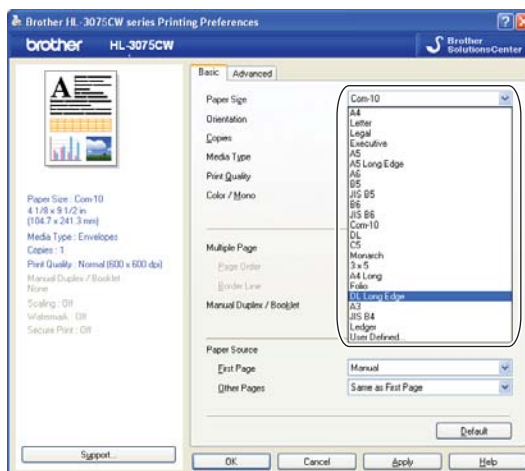 Brother HL-3075CW series Printing Preferences
brother HL-3075CW
Brother SolutionsCenter
A
Paper Size : Com-10
4 1/8 x 9 1/2 in
(104.7 x 241.3 mm)
Media Type : Envelopes
Copies : 1
Print Quality : Normal (600 x 600 dpi)
Manual Duplex / Booklet
None
Scaling : Off
Watermark : Off
Secure Print : Off
Support...
Basic Advanced
Paper Size Com-10
Orientation
Copies
Media Type
Print Quality
Color / Mono
Multiple Page
Page Order
Border Line
Manual Duplex / Booklet
A4
Letter
Legal
Executive
A5
A5 Long Edge
A6
B5
JIS B5
B6
JIS B6
Com-10
DL
C5
Monarch
3 x 5
A4 Long
Folio
DL Long Edge
A3
JIS B4
Ledger
User Defined...
Paper Source
First Page Manual
Other Pages Same as First Page
Default
OK Cancel Apply Help